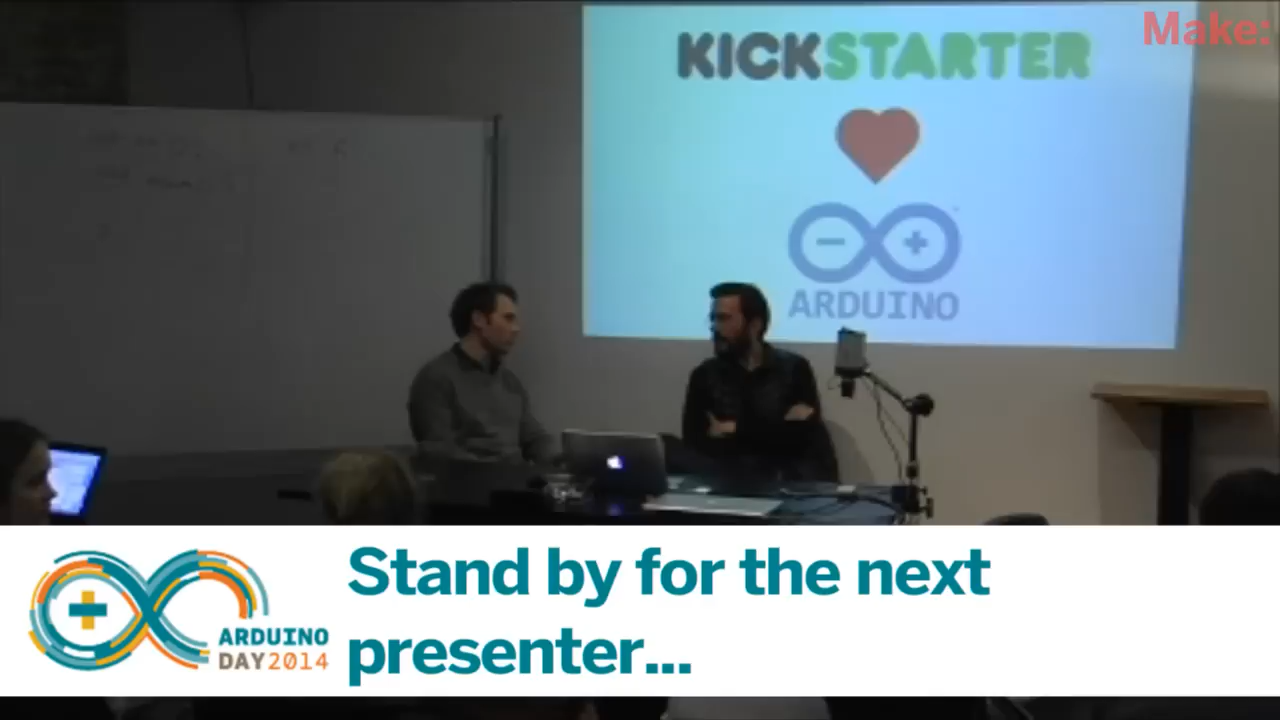 Make:
KICKSTARTER
ARDUINO
Stand by for the next
presenter...
ARDUINO
DAY2014